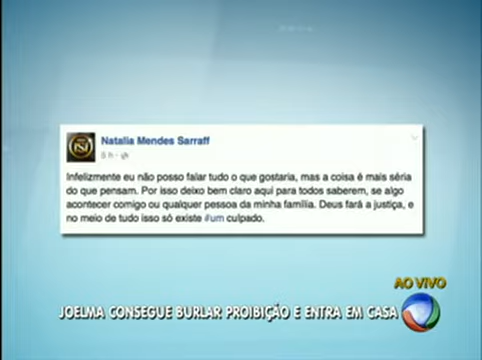 Natalia Mendes Sarraff
5 h ·
Infelizmente eu não posso falar tudo o que gostaria, mas a coisa é mais séria
do que pensam. Por isso deixo bem claro aqui para todos saberem, se algo
acontecer comigo ou qualquer pessoa da minha família. Deus fará a justiça, e
no meio de tudo isso só existe #um culpado.
AO VIVO
JOELMA CONSEGUE BURLAR PROIBIÇÃO E ENTRA EM CASA